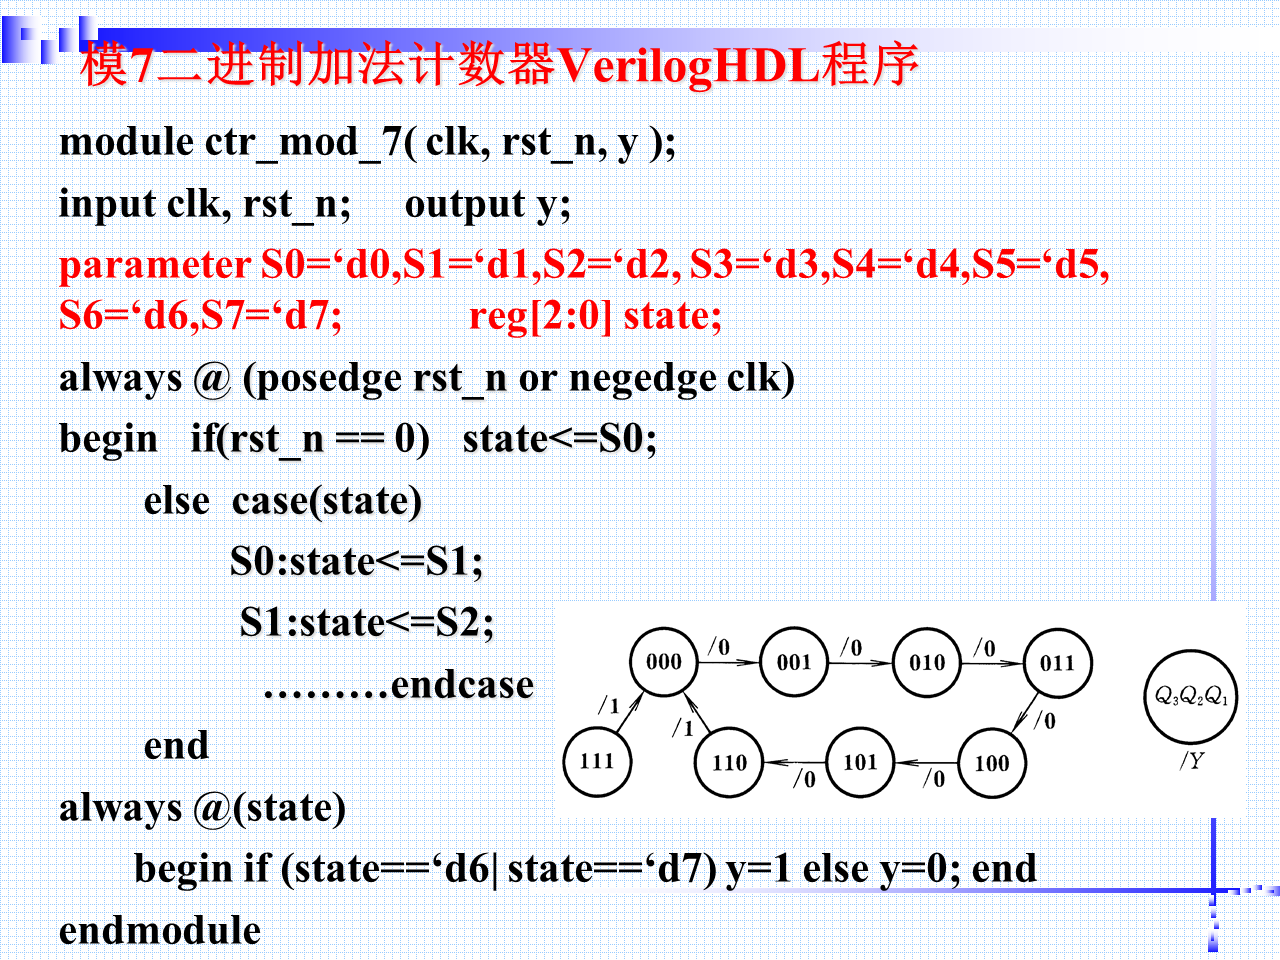 模7二进制加法计数器VerilogHDL程序
module ctr_mod_7( clk, rst_n, y );
input clk, rst_n; output y;
parameter S0=‘d0,S1=‘d1,S2=‘d2, S3=‘d3,S4=‘d4,S5=‘d5,
S6=‘d6,S7=‘d7; reg[2:0] state;
always @ (posedge rst_n or negedge clk)
begin if(rst_n == 0) state<=S0;
else case(state)
S0:state<=S1;
S1:state<=S2;
………endcase
end
always @(state)
begin if (state==‘d6| state==‘d7) y=1 else y=0; end
endmodule
000 /0 001 /0 010 /0 011
/1 /1 /0
111 110 /0 101 /0 100
Q3Q2Q1
/Y